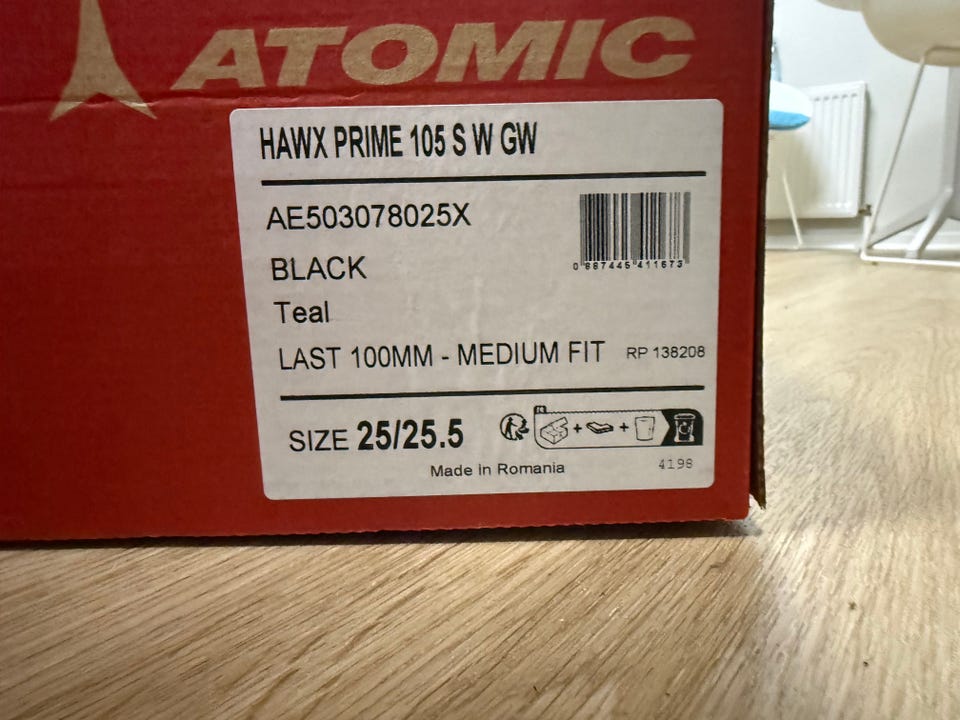 ATOMIC
HAWX PRIME 105 S W GW
AE503078025X
BLACK
0 887445 411673
Teal
LAST 100MM - MEDIUM FIT RP 138208
SIZE 25/25.5
Made in Romania 4198